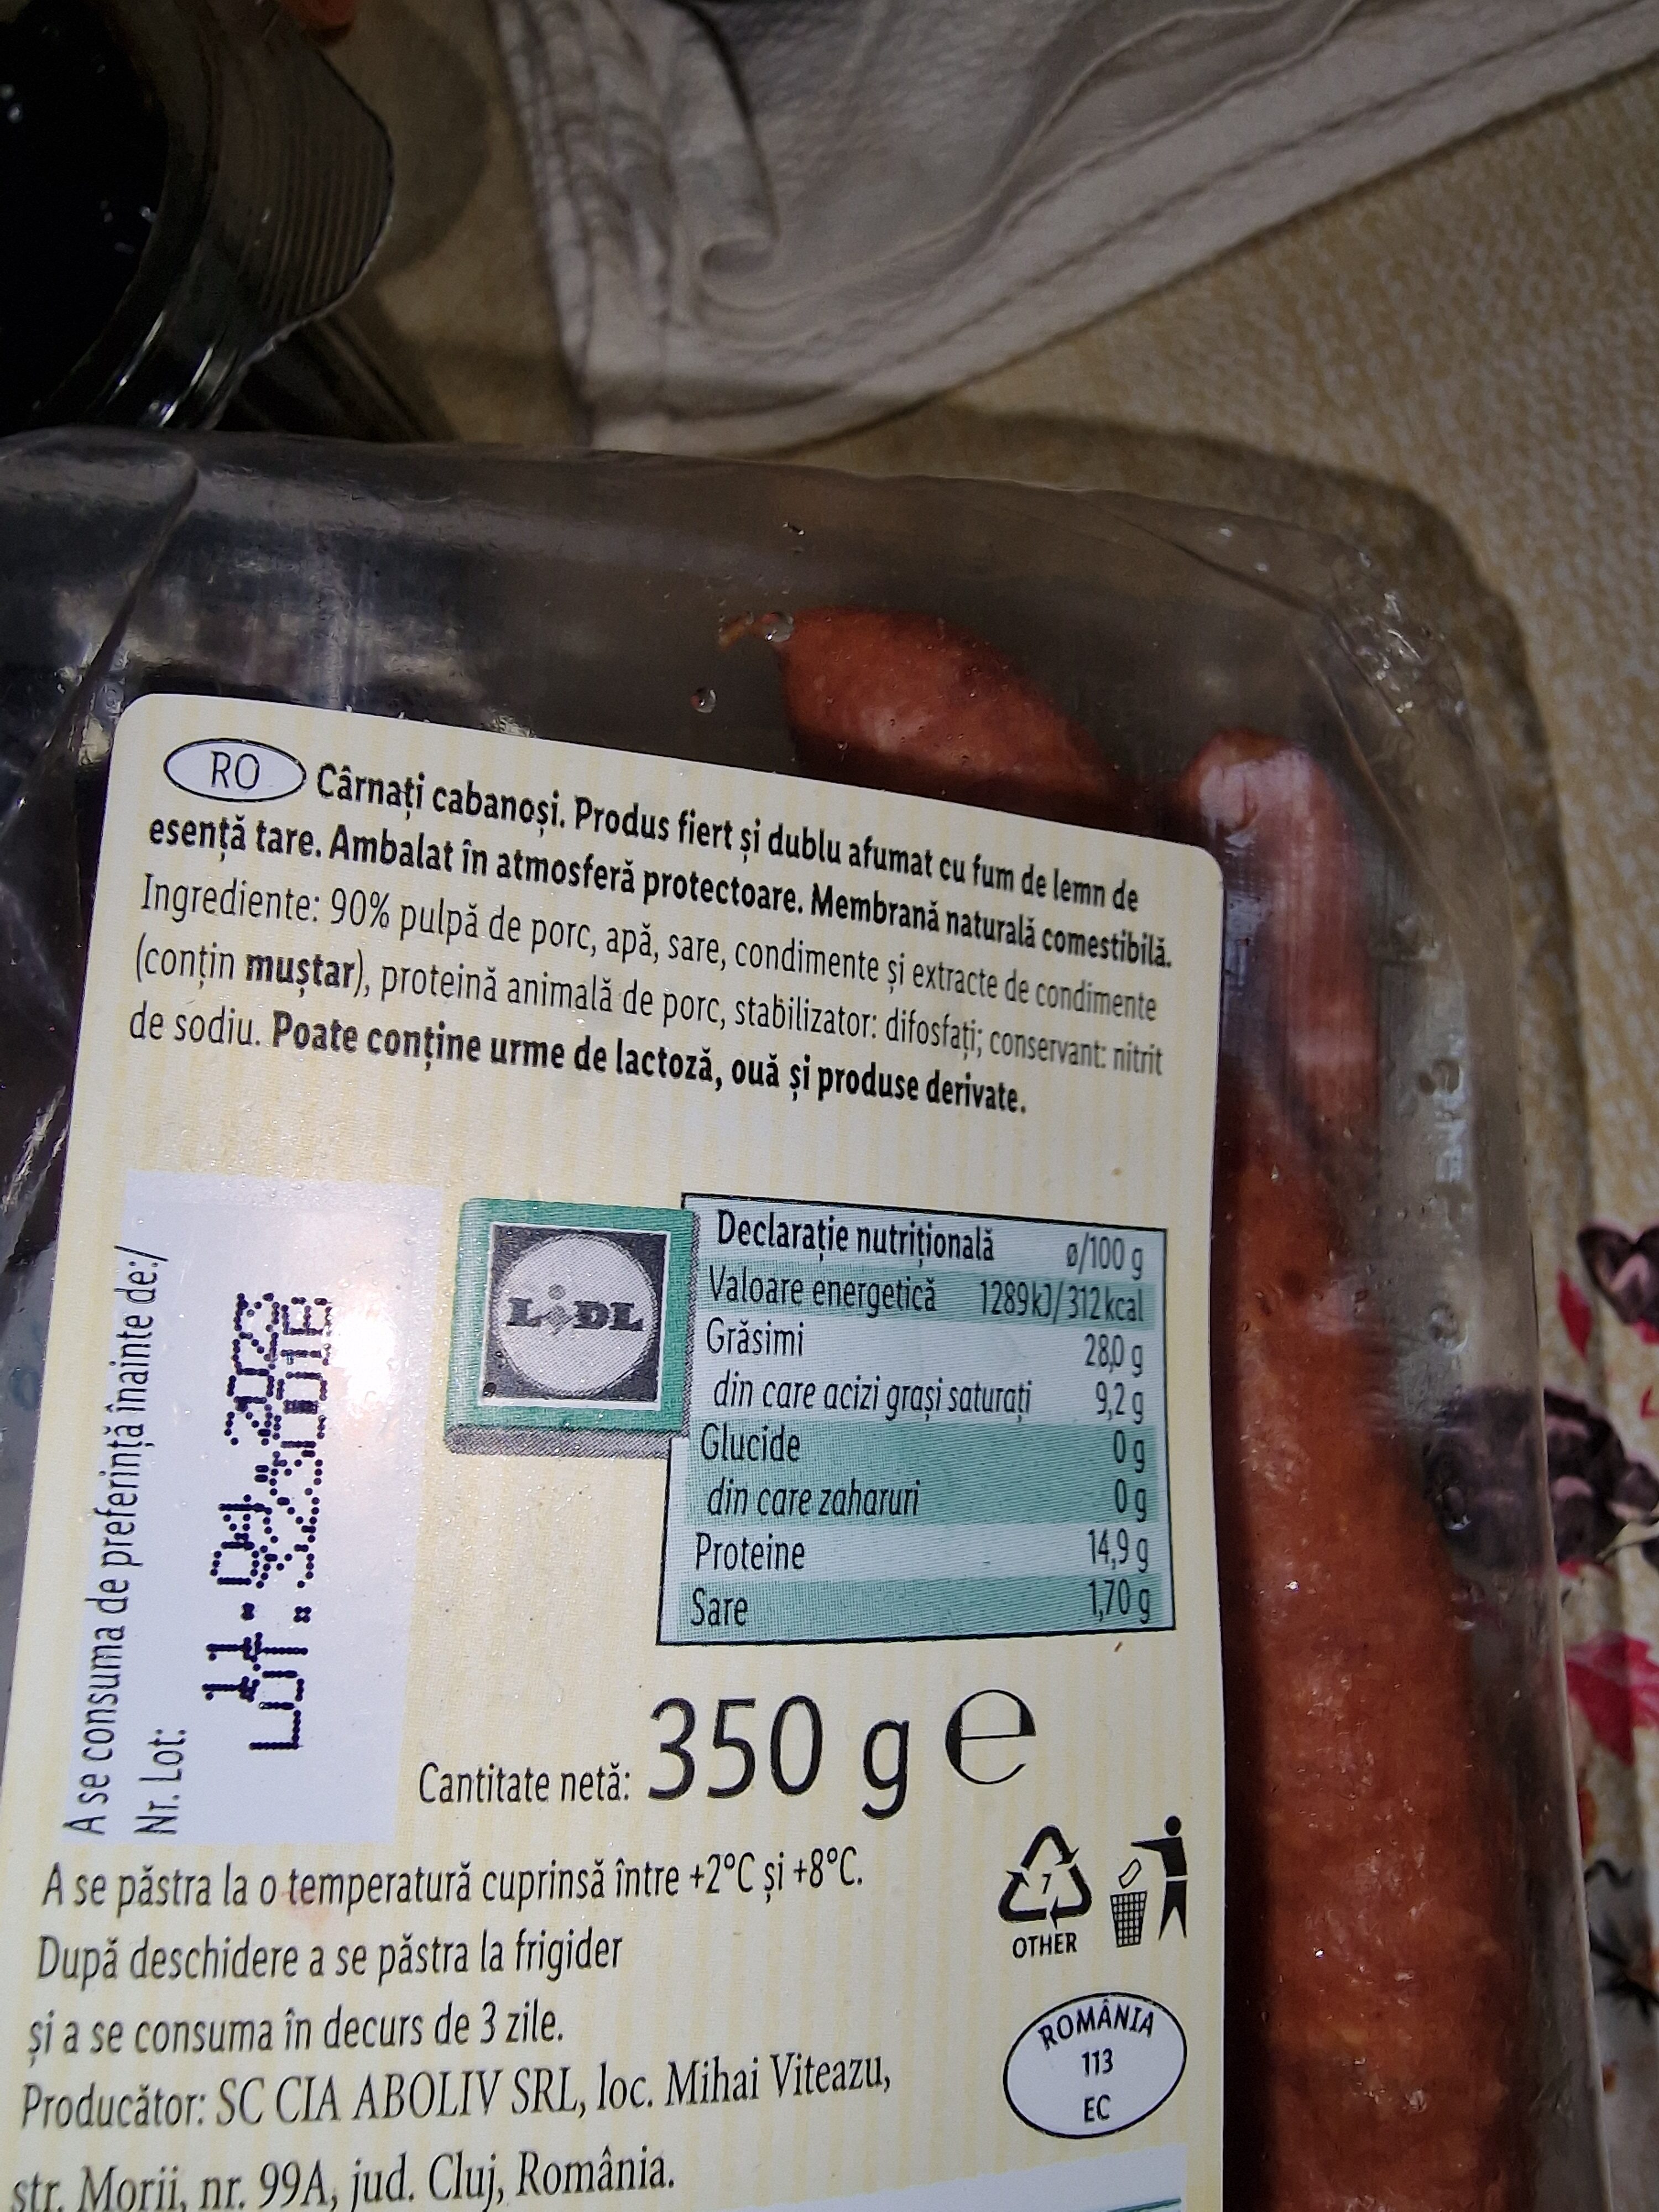 RO Cârnați cabanoși. Produs fiert și dublu afumat cu fum de lemn de
esență tare. Ambalat în atmosferă protectoare. Membrană naturală comestibilă.
Ingrediente: 90% pulpă de porc, apă, sare, condimente și extracte de condimente
(conțin muștar), proteină animală de porc, stabilizator: difosfați; conservant: nitrit
de sodiu. Poate conține urme de lactoză, ouă și produse derivate.
A se consuma de preferință înainte de:/
Nr. Lot:
LIDL
Declarație nutrițională ø/100 g
Valoare energetică 1289kJ/312kcal
Grăsimi 28,0 g
din care acizi grași saturați 9,2 g
Glucide 0 g
din care zaharuri 0 g
Proteine 14,9 g
Sare 1,70 g
Cantitate netă: 350 g e
A se păstra la o temperatură cuprinsă între +2°C și +8°C.
După deschidere a se păstra la frigider
și a se consuma în decurs de 3 zile.
Producător: SC CIA ABOLIV SRL, loc. Mihai Viteazu,
str. Morii, nr. 99A, jud. Cluj, România.
7
OTHER
ROMÂNIA
113
EC